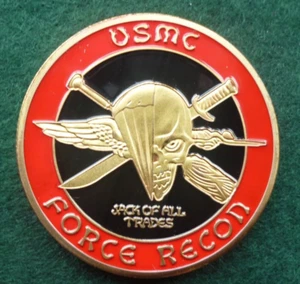 USMC
JACK OF ALL
TRADES
FORCE RECON